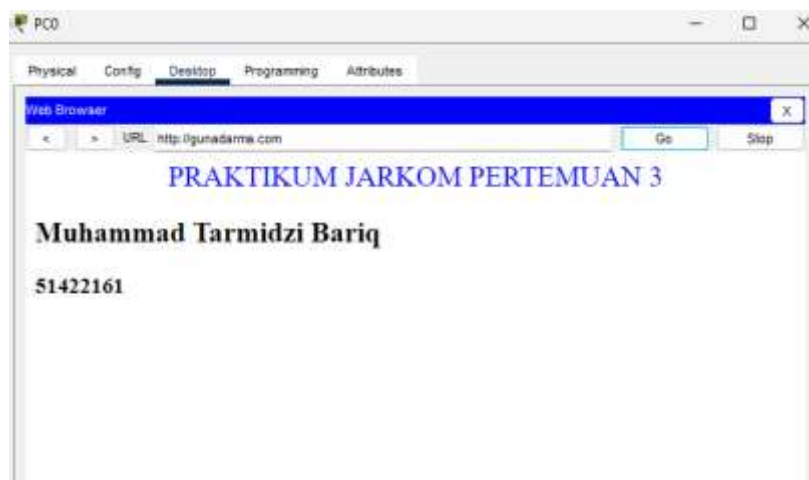 PC0
Physical Config Desktop Programming Attributes
Web Browser X
< > URL http://gunadarma.com Go Stop
PRAKTIKUM JARKOM PERTEMUAN 3
Muhammad Tarmidzi Bariq
51422161